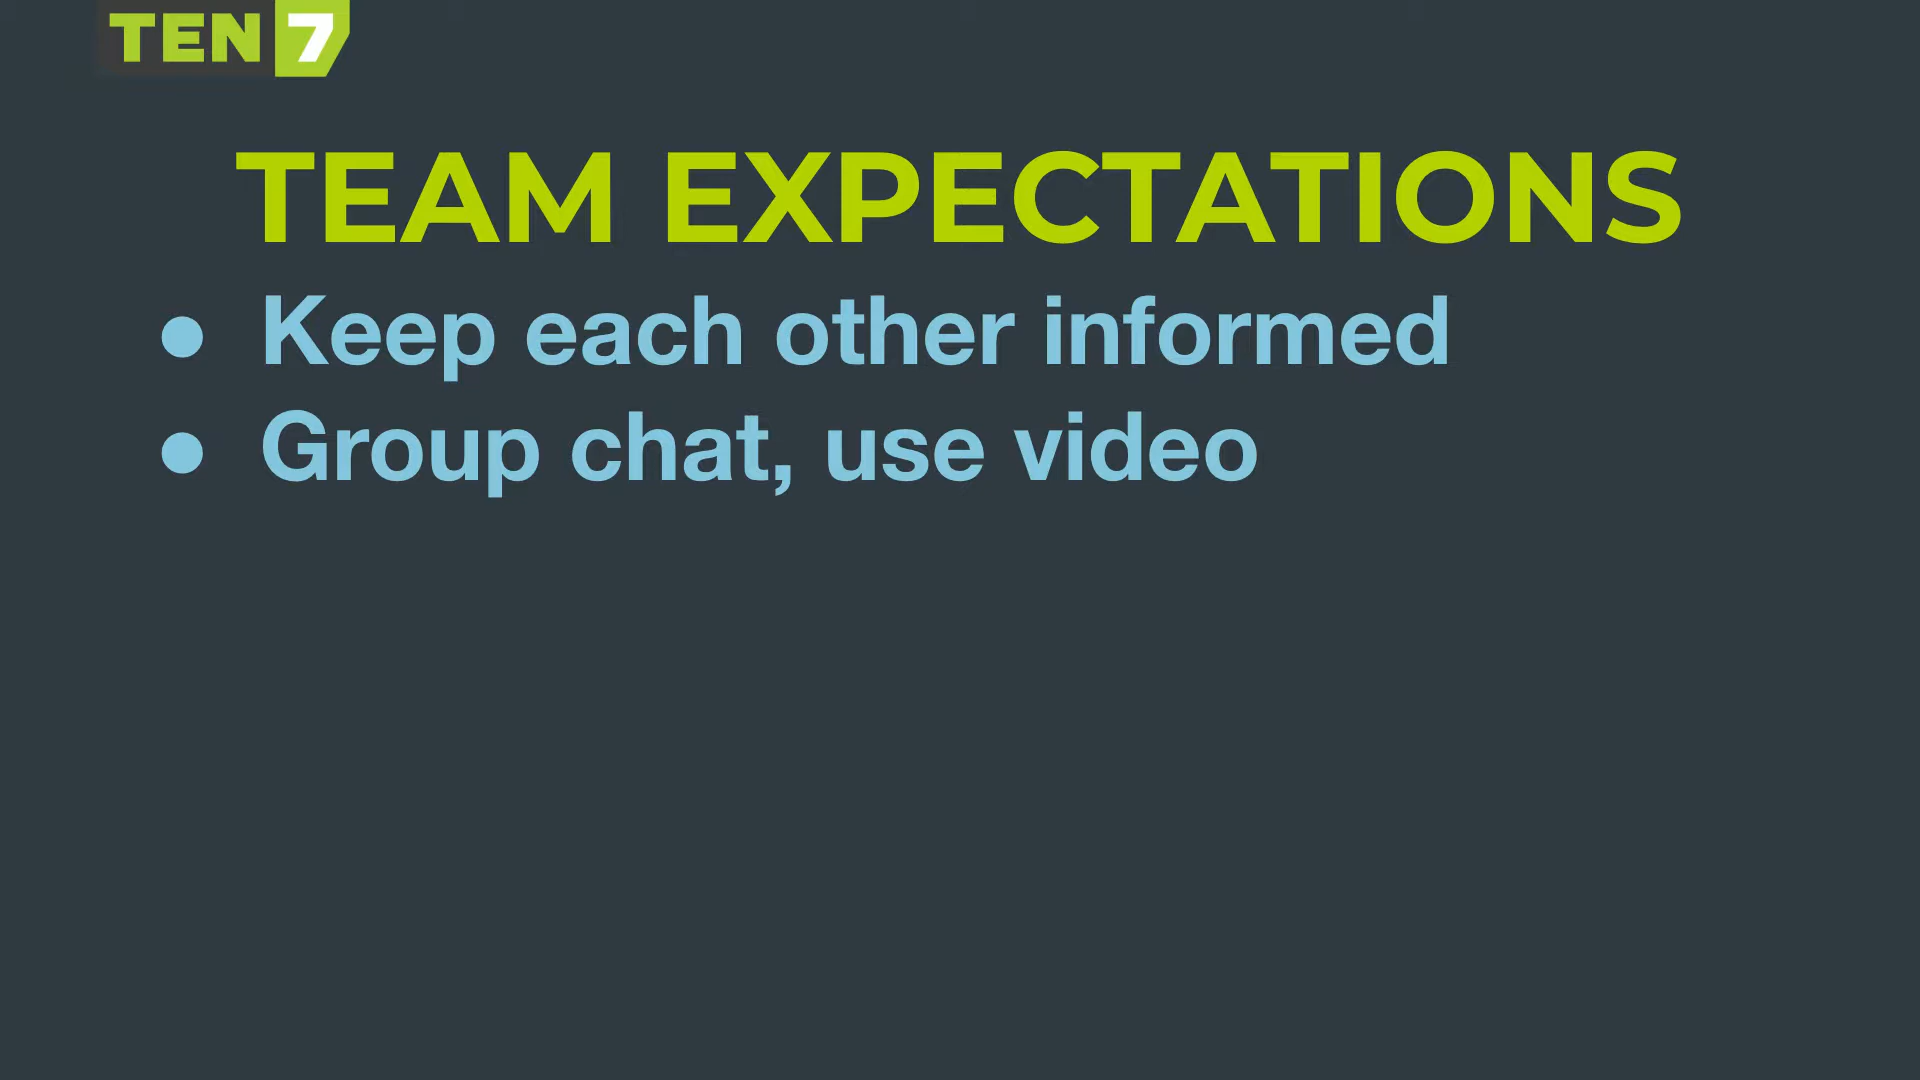 TEN7
TEAM EXPECTATIONS
● Keep each other informed
● Group chat, use video